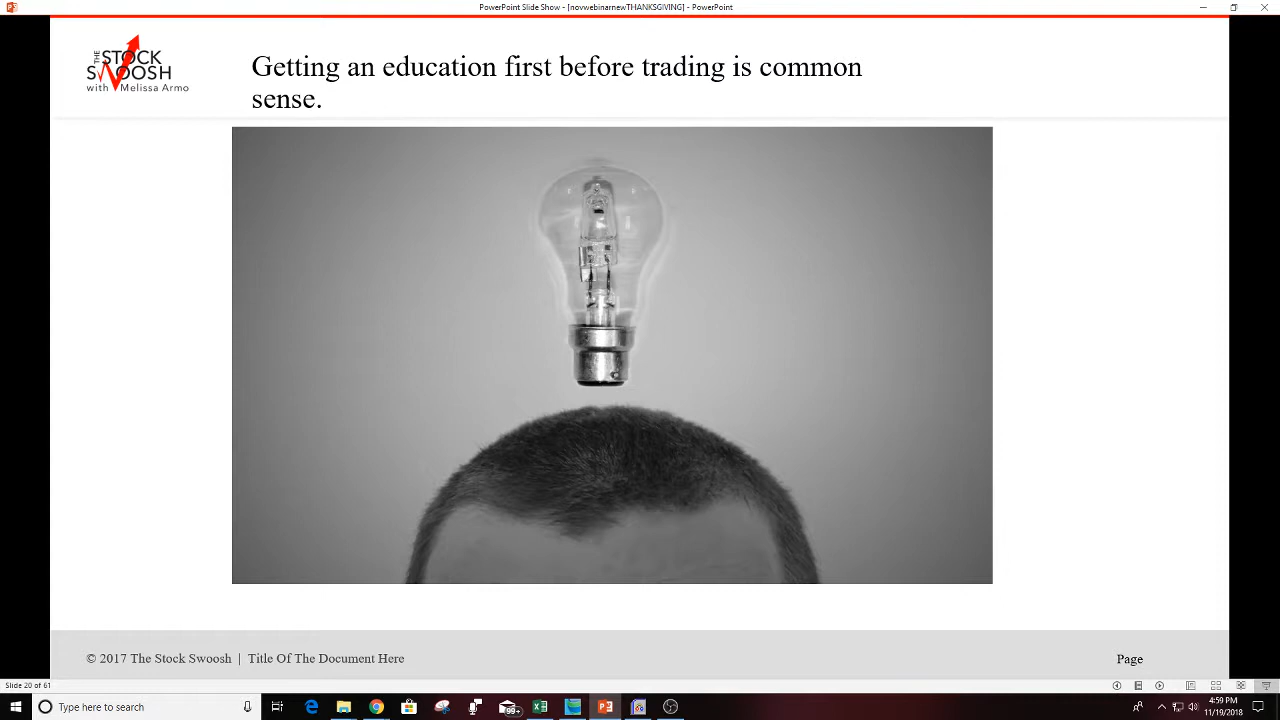 PowerPoint Slide Show - [novwebinarnewTHANKSGIVING] - PowerPoint
THE
STOCK
SWOOSH
with Melissa Armo
Getting an education first before trading is common
sense.
© 2017 The Stock Swoosh | Title Of The Document Here
Page
Slide 20 of 61
Type here to search
99+
4:59 PM
11/19/2018